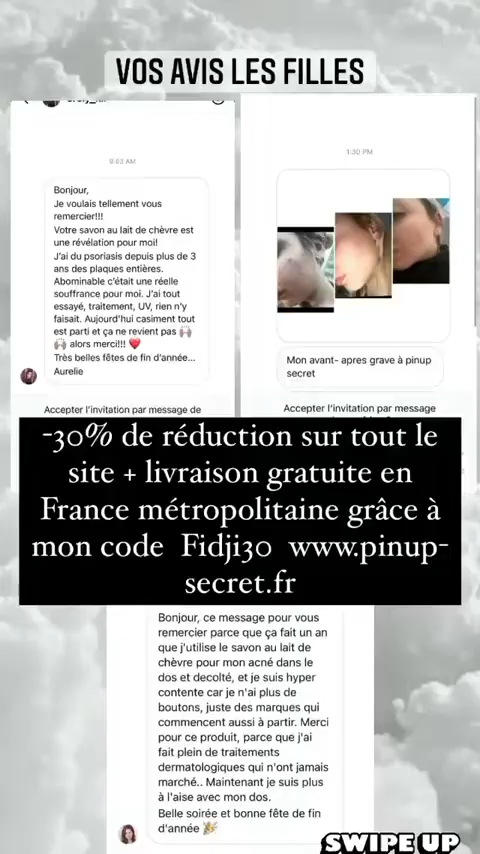 VOS AVIS LES FILLES
9:52 AM
Bonjour,
Je voulais tellement vous
remercier!!!
Votre savon au lait de chèvre est
une révélation pour moi!
J'ai du psoriasis depuis plus de 3
ans des plaques entières.
Abominable c'était une réelle
souffrance pour moi. J'ai tout
essayé, traitement, UV, rien n'y
faisait. Aujourd'hui casiment tout
est parti et ça ne revient pas 🙌
🙌 alors merci!!! ❤️
Très belles fêtes de fin d'année...
Aurelie
Accepter l'invitation par message de
1:30 PM
Mon avant- apres grave à pinup
secret
Accepter l'invitation par message
-30% de réduction sur tout le
site + livraison gratuite en
France métropolitaine grâce à
mon code Fidji30 www.pinup-
secret.fr
Bonjour, ce message pour vous
remercier parce que ça fait un an
que j'utilise le savon au lait de
chèvre pour mon acné dans le
dos et decolté, et je suis hyper
contente car je n'ai plus de
boutons, juste des marques qui
commencent aussi à partir. Merci
pour ce produit, parce que j'ai
fait plein de traitements
dermatologiques qui n'ont jamais
marché.. Maintenant je suis plus
à l'aise avec mon dos.
Belle soirée et bonne fête de fin
d'année 🎉
SWIPE UP